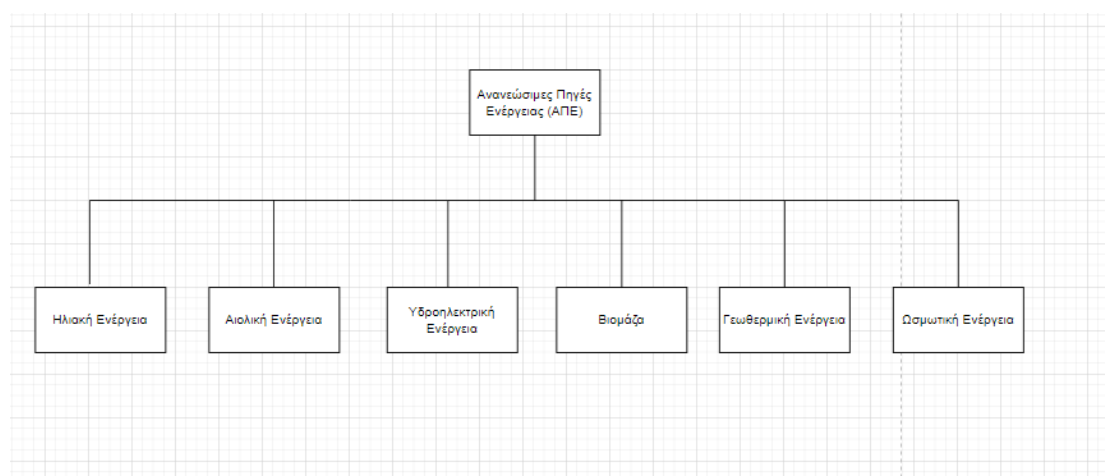 Ανανεώσιμες Πηγές
Ενέργειας (ΑΠΕ)
Ηλιακή Ενέργεια
Αιολική Ενέργεια
Υδροηλεκτρική
Ενέργεια
Βιομάζα
Γεωθερμική Ενέργεια
Ωσμωτική Ενέργεια